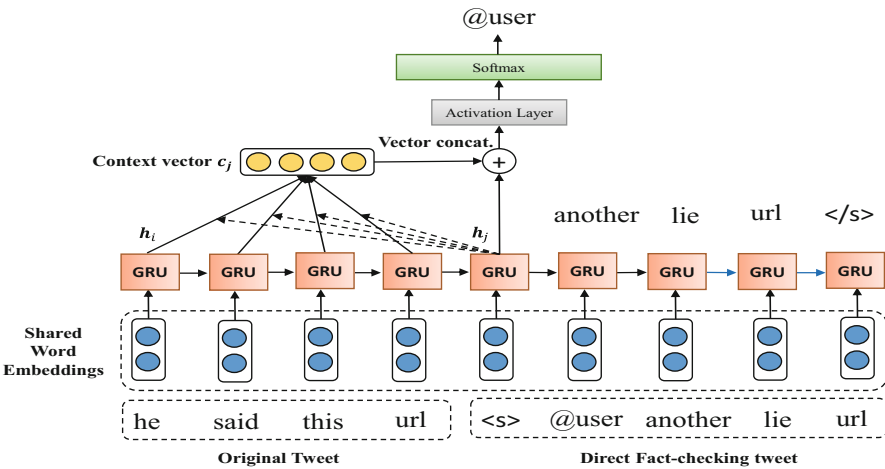 @user
Softmax
Activation Layer
Vector concat.
Context vector c_j
+
another lie url </s>
h_i h_j
GRU GRU GRU GRU GRU GRU GRU GRU GRU
Shared
Word
Embeddings
he said this url <s> @user another lie url
Original Tweet Direct Fact-checking tweet